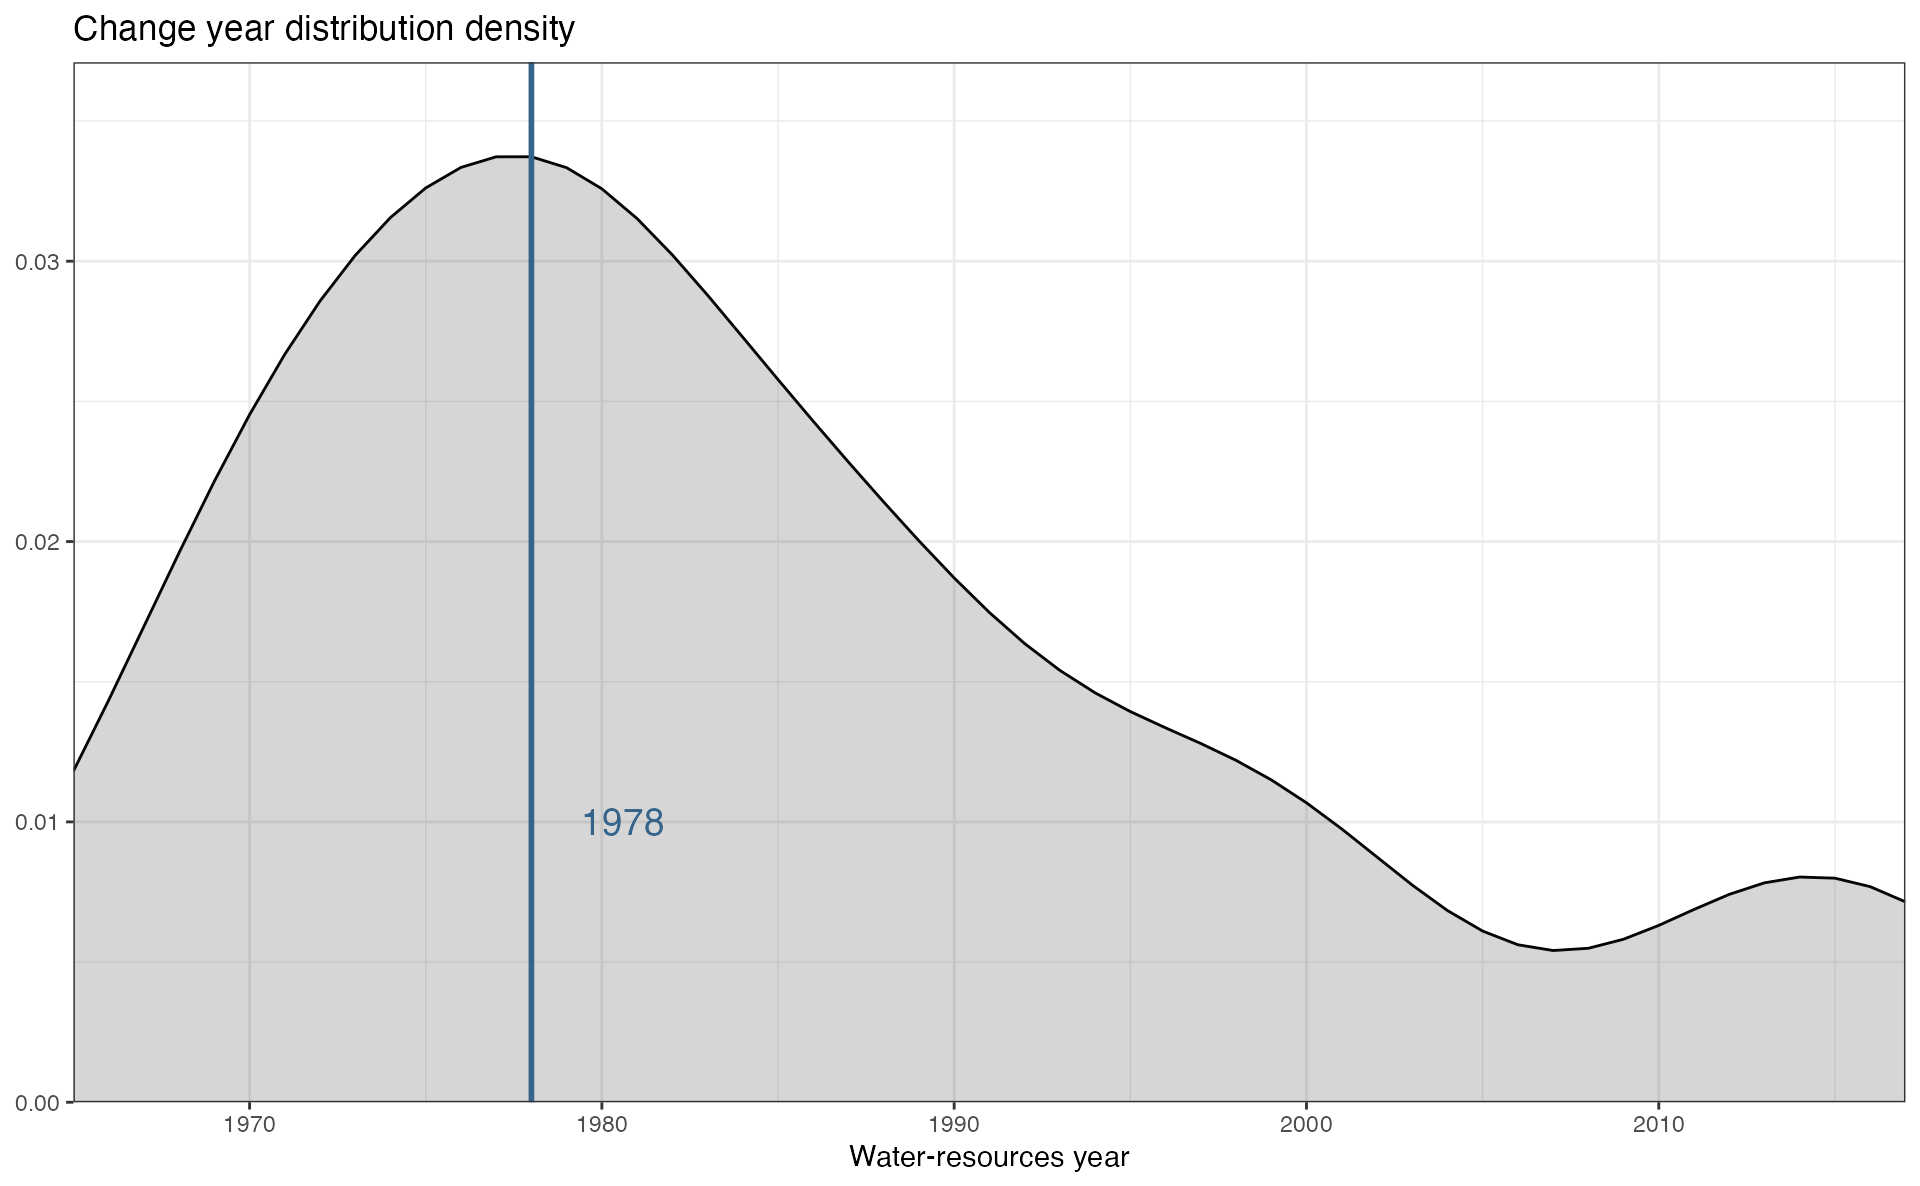 Change year distribution density
0.03
0.02
0.01
0.00
1978
1970 1980 1990 2000 2010
Water-resources year